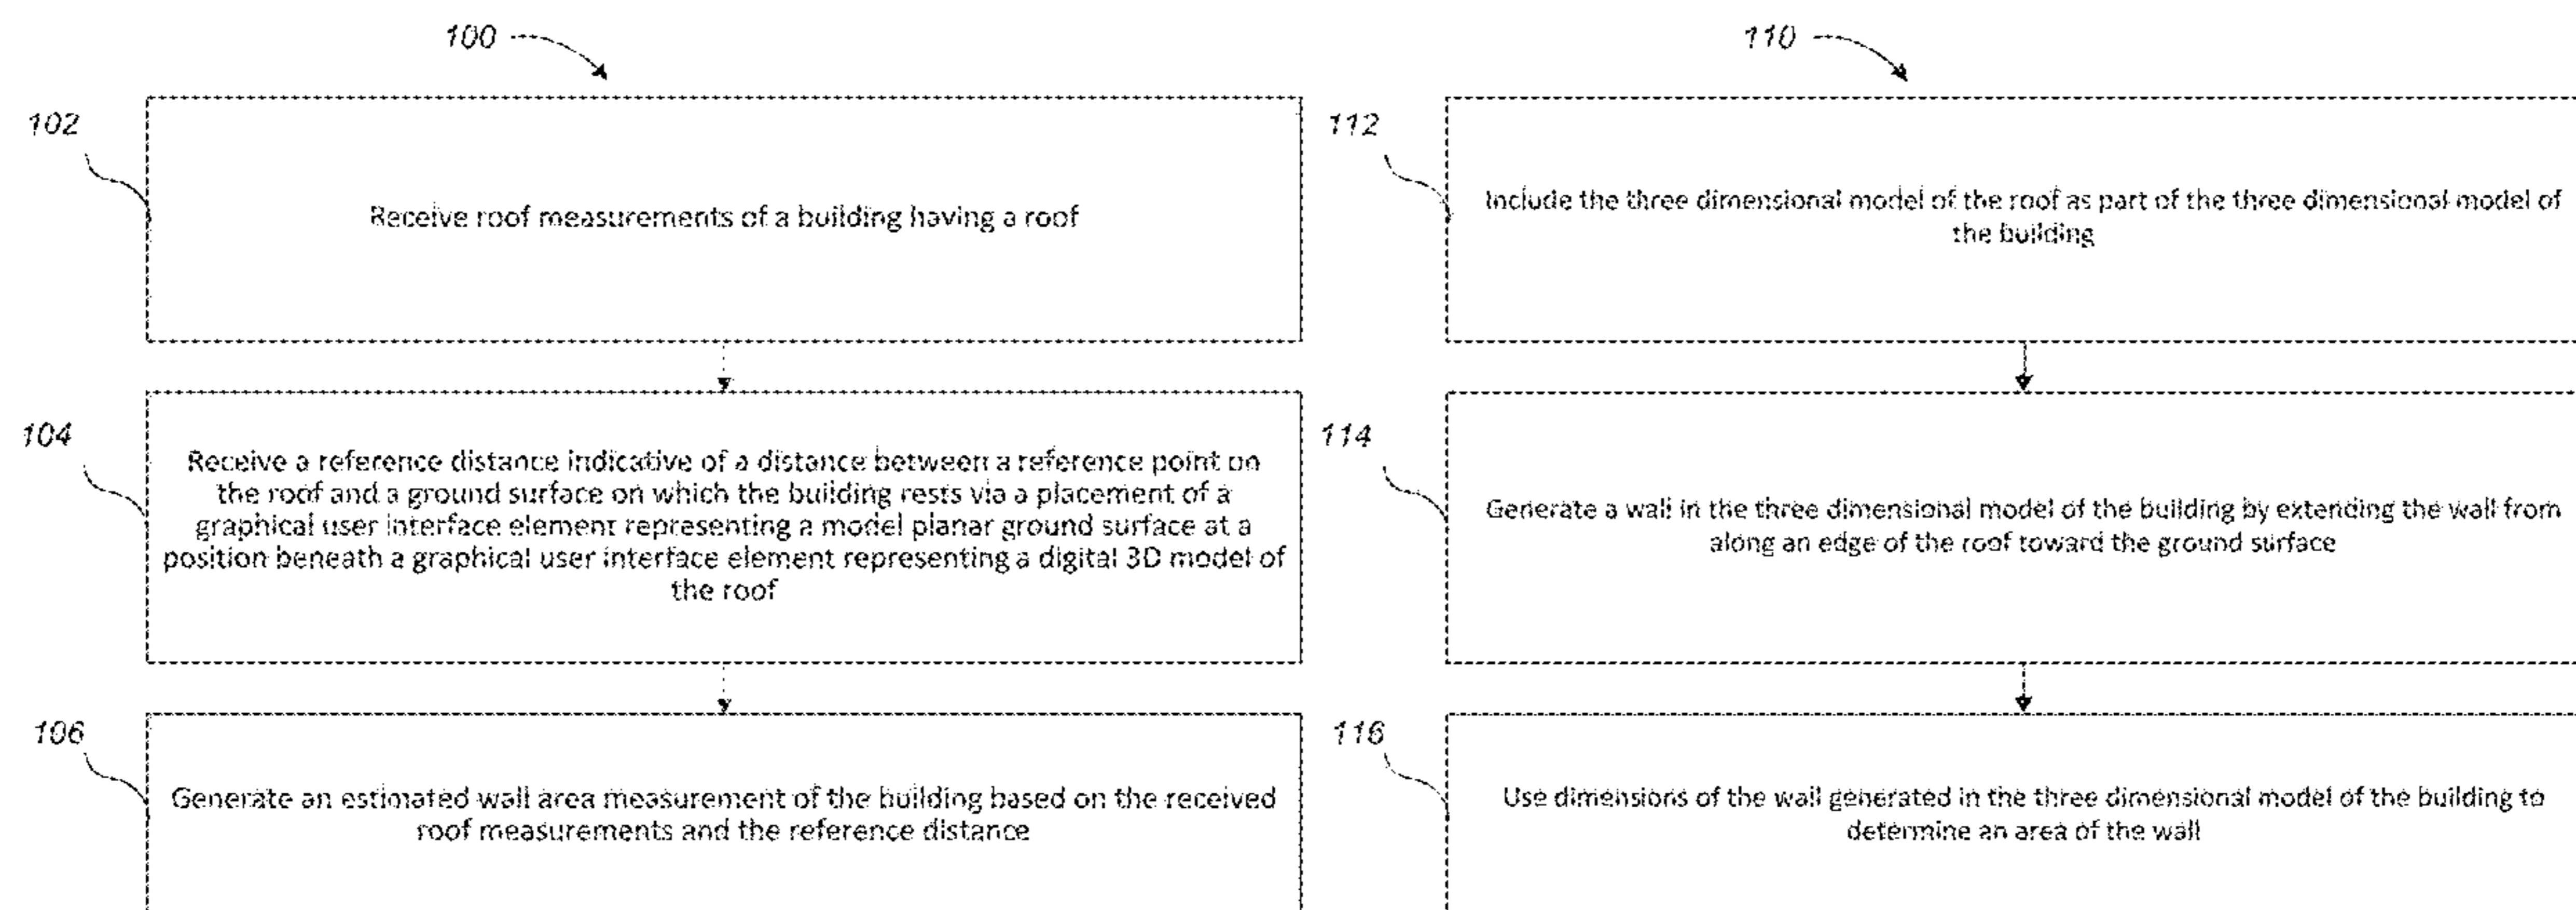 100
102
Receive roof measurements of a building having a roof
104
Receive a reference distance indicative of a distance between a reference point on
the roof and a ground surface on which the building rests via a placement of a
graphical user interface element representing a model planar ground surface at a
position beneath a graphical user interface element representing a digital 3D model of
the roof
106
Generate an estimated wall area measurement of the building based on the received
roof measurements and the reference distance
110
112
Include the three dimensional model of the roof as part of the three dimensional model of
the building
114
Generate a wall in the three dimensional model of the building by extending the wall from
along an edge of the roof toward the ground surface
116
Use dimensions of the wall generated in the three dimensional model of the building to
determine an area of the wall